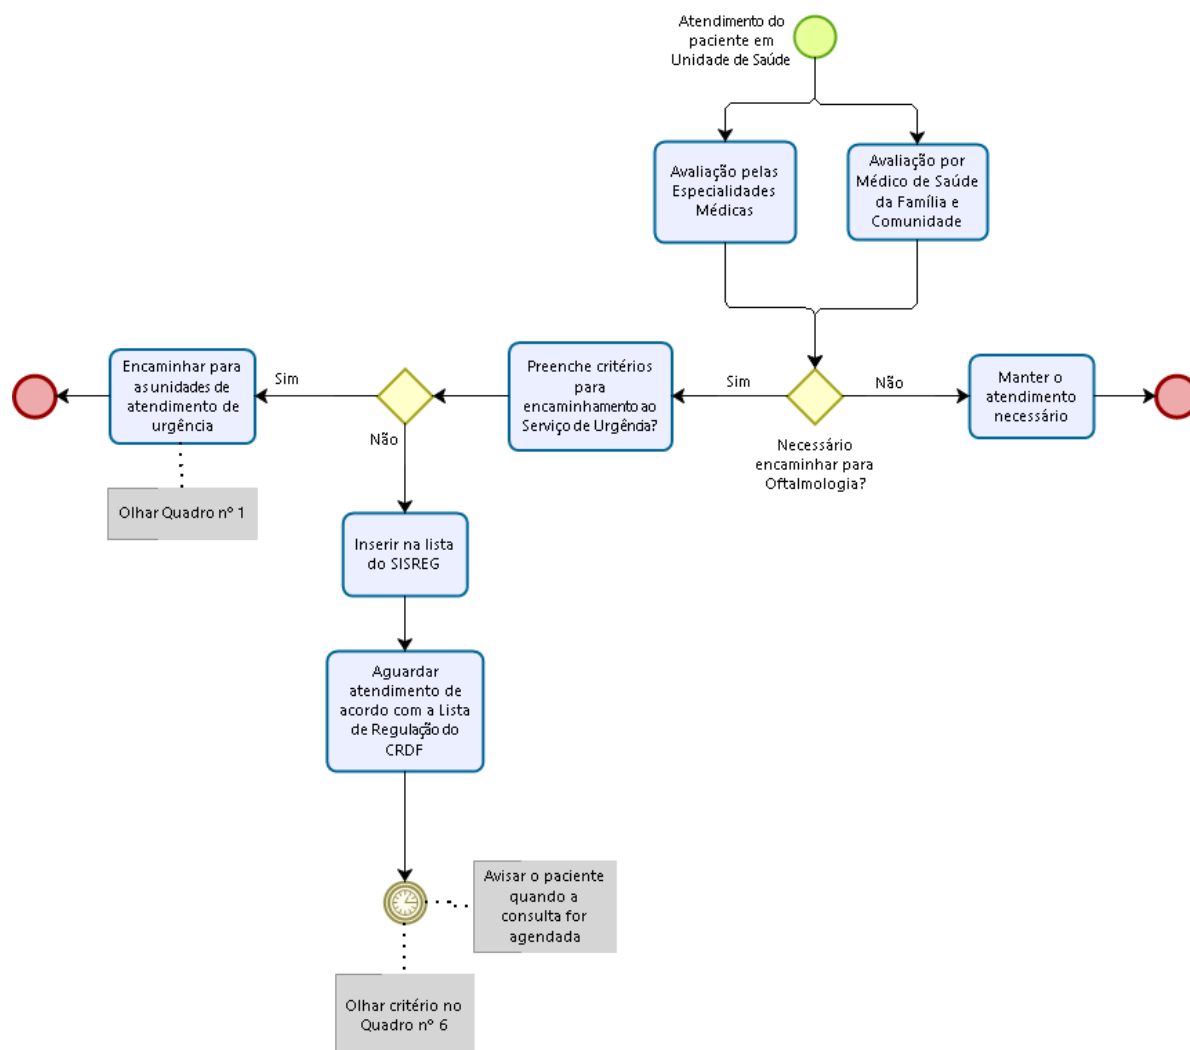 Atendimento do
paciente em
Unidade de Saúde
Avaliação pelas
Especialidades
Médicas
Avaliação por
Médico de Saúde
da Família e
Comunidade
Encaminhar para
as unidades de
atendimento de
urgência
Sim
Não
Preenche critérios
para
encaminhamento ao
Serviço de Urgência?
Sim
Não
Necessário
encaminhar para
Oftalmologia?
Manter o
atendimento
necessário
Olhar Quadro nº 1
Inserir na lista
do SISREG
Aguardar
atendimento de
acordo com a Lista
de Regulação do
CRDF
Avisar o paciente
quando a
consulta for
agendada
Olhar critério no
Quadro nº 6